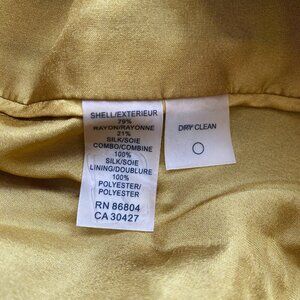 SHELL/EXTERIEUR
79%
RAYON/RAYONNE
21%
SILK/SOIE
COMBO/COMBINE
100%
SILK/SOIE
LINING/DOUBLURE
100%
POLYESTER/
POLYESTER
RN 86804
CA 30427
DRY CLEAN